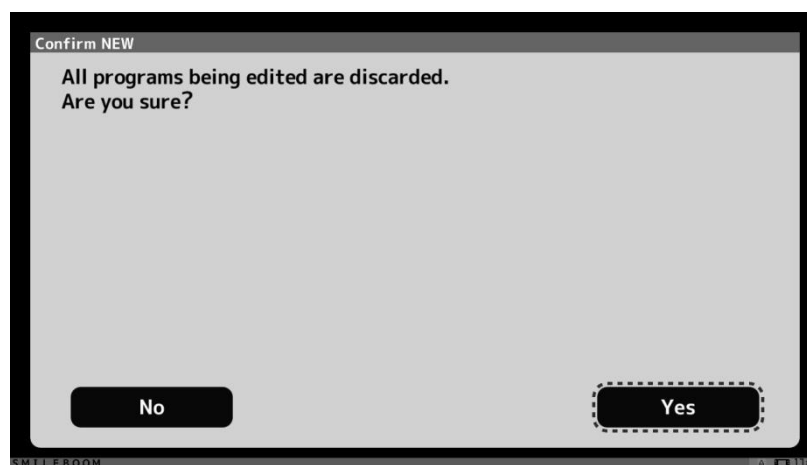 Confirm NEW
All programs being edited are discarded.
Are you sure?
No
Yes
SMILEBOOM